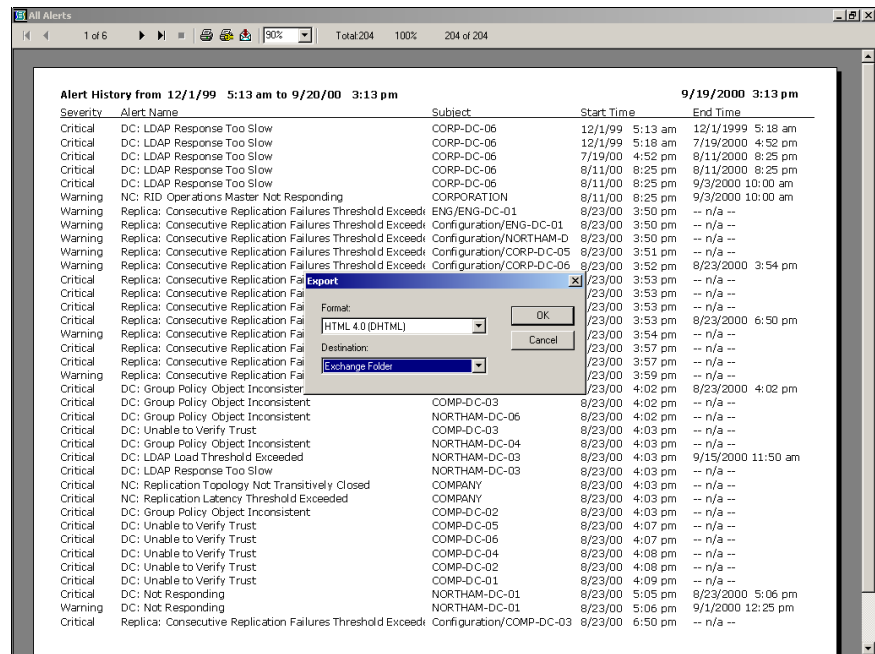 All Alerts
1 of 6 90% Total:204 100% 204 of 204
Alert History from 12/1/99 5:13 am to 9/20/00 3:13 pm 9/19/2000 3:13 pm
Severity Alert Name Subject Start Time End Time
Critical DC: LDAP Response Too Slow CORP-DC-06 12/1/99 5:13 am 12/1/1999 5:18 am
Critical DC: LDAP Response Too Slow CORP-DC-06 12/1/99 5:18 am 7/19/2000 4:52 pm
Critical DC: LDAP Response Too Slow CORP-DC-06 7/19/00 4:52 pm 8/11/2000 8:25 pm
Critical DC: LDAP Response Too Slow CORP-DC-06 8/11/00 8:25 pm 8/11/2000 8:25 pm
Critical DC: LDAP Response Too Slow CORP-DC-06 8/11/00 8:25 pm 9/3/2000 10:00 am
Warning NC: RID Operations Master Not Responding CORPORATION 8/11/00 8:25 pm 9/3/2000 10:00 am
Warning Replica: Consecutive Replication Failures Threshold Exceede ENG/ENG-DC-01 8/23/00 3:50 pm -- n/a --
Warning Replica: Consecutive Replication Failures Threshold Exceede Configuration/ENG-DC-01 8/23/00 3:50 pm -- n/a --
Warning Replica: Consecutive Replication Failures Threshold Exceede Configuration/NORTHAM-D 8/23/00 3:50 pm -- n/a --
Warning Replica: Consecutive Replication Failures Threshold Exceede Configuration/CORP-DC-05 8/23/00 3:51 pm -- n/a --
Warning Replica: Consecutive Replication Failures Threshold Exceede Configuration/CORP-DC-06 8/23/00 3:52 pm 8/23/2000 3:54 pm
Critical Replica: Consecutive Replication Fai /23/00 3:53 pm -- n/a --
Critical Replica: Consecutive Replication Fai /23/00 3:53 pm -- n/a --
Critical Replica: Consecutive Replication Fai /23/00 3:53 pm -- n/a --
Critical Replica: Consecutive Replication Fai /23/00 3:53 pm 8/23/2000 6:50 pm
Warning Replica: Consecutive Replication Fai /23/00 3:54 pm -- n/a --
Critical Replica: Consecutive Replication Fai /23/00 3:57 pm -- n/a --
Critical Replica: Consecutive Replication Fai /23/00 3:57 pm -- n/a --
Warning Replica: Consecutive Replication Fai /23/00 3:59 pm -- n/a --
Critical DC: Group Policy Object Inconsister /23/00 4:02 pm 8/23/2000 4:02 pm
Export
Format:
HTML 4.0 (DHTML)
OK
Cancel
Destination:
Exchange Folder
Critical DC: Group Policy Object Inconsistent COMP-DC-03 8/23/00 4:02 pm -- n/a --
Critical DC: Group Policy Object Inconsistent NORTHAM-DC-06 8/23/00 4:02 pm -- n/a --
Critical DC: Unable to Verify Trust COMP-DC-03 8/23/00 4:03 pm -- n/a --
Critical DC: Group Policy Object Inconsistent NORTHAM-DC-04 8/23/00 4:03 pm -- n/a --
Critical DC: LDAP Load Threshold Exceeded NORTHAM-DC-03 8/23/00 4:03 pm 9/15/2000 11:50 am
Critical DC: LDAP Response Too Slow NORTHAM-DC-03 8/23/00 4:03 pm -- n/a --
Critical NC: Replication Topology Not Transitively Closed COMPANY 8/23/00 4:03 pm -- n/a --
Critical NC: Replication Latency Threshold Exceeded COMPANY 8/23/00 4:03 pm -- n/a --
Critical DC: Group Policy Object Inconsistent COMP-DC-02 8/23/00 4:03 pm -- n/a --
Critical DC: Unable to Verify Trust COMP-DC-05 8/23/00 4:07 pm -- n/a --
Critical DC: Unable to Verify Trust COMP-DC-06 8/23/00 4:07 pm -- n/a --
Critical DC: Unable to Verify Trust COMP-DC-04 8/23/00 4:08 pm -- n/a --
Critical DC: Unable to Verify Trust COMP-DC-02 8/23/00 4:08 pm -- n/a --
Critical DC: Unable to Verify Trust COMP-DC-01 8/23/00 4:09 pm -- n/a --
Critical DC: Not Responding NORTHAM-DC-01 8/23/00 5:05 pm 8/23/2000 5:06 pm
Warning DC: Not Responding NORTHAM-DC-01 8/23/00 5:06 pm 9/1/2000 12:25 pm
Critical Replica: Consecutive Replication Failures Threshold Exceede Configuration/COMP-DC-03 8/23/00 6:50 pm -- n/a --